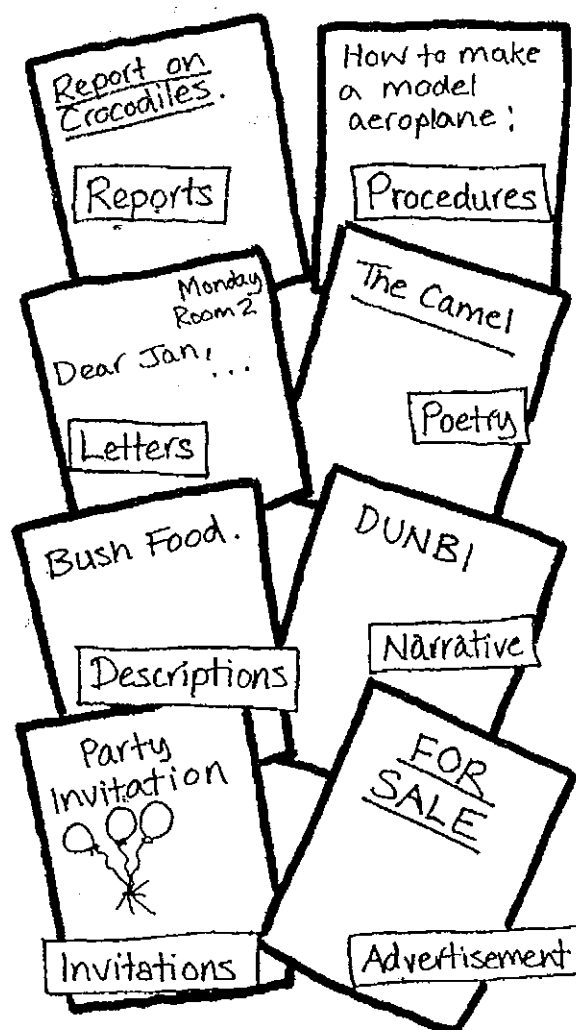 Report on
Crocodiles.
Reports
How to make
a model
aeroplane:
Procedures
Monday
Room 2
Dear Jan,
...
Letters
The Camel
Poetry
Bush Food.
Descriptions
DUNBI
Narrative
Party
Invitation
Invitations
FOR
SALE
Advertisement